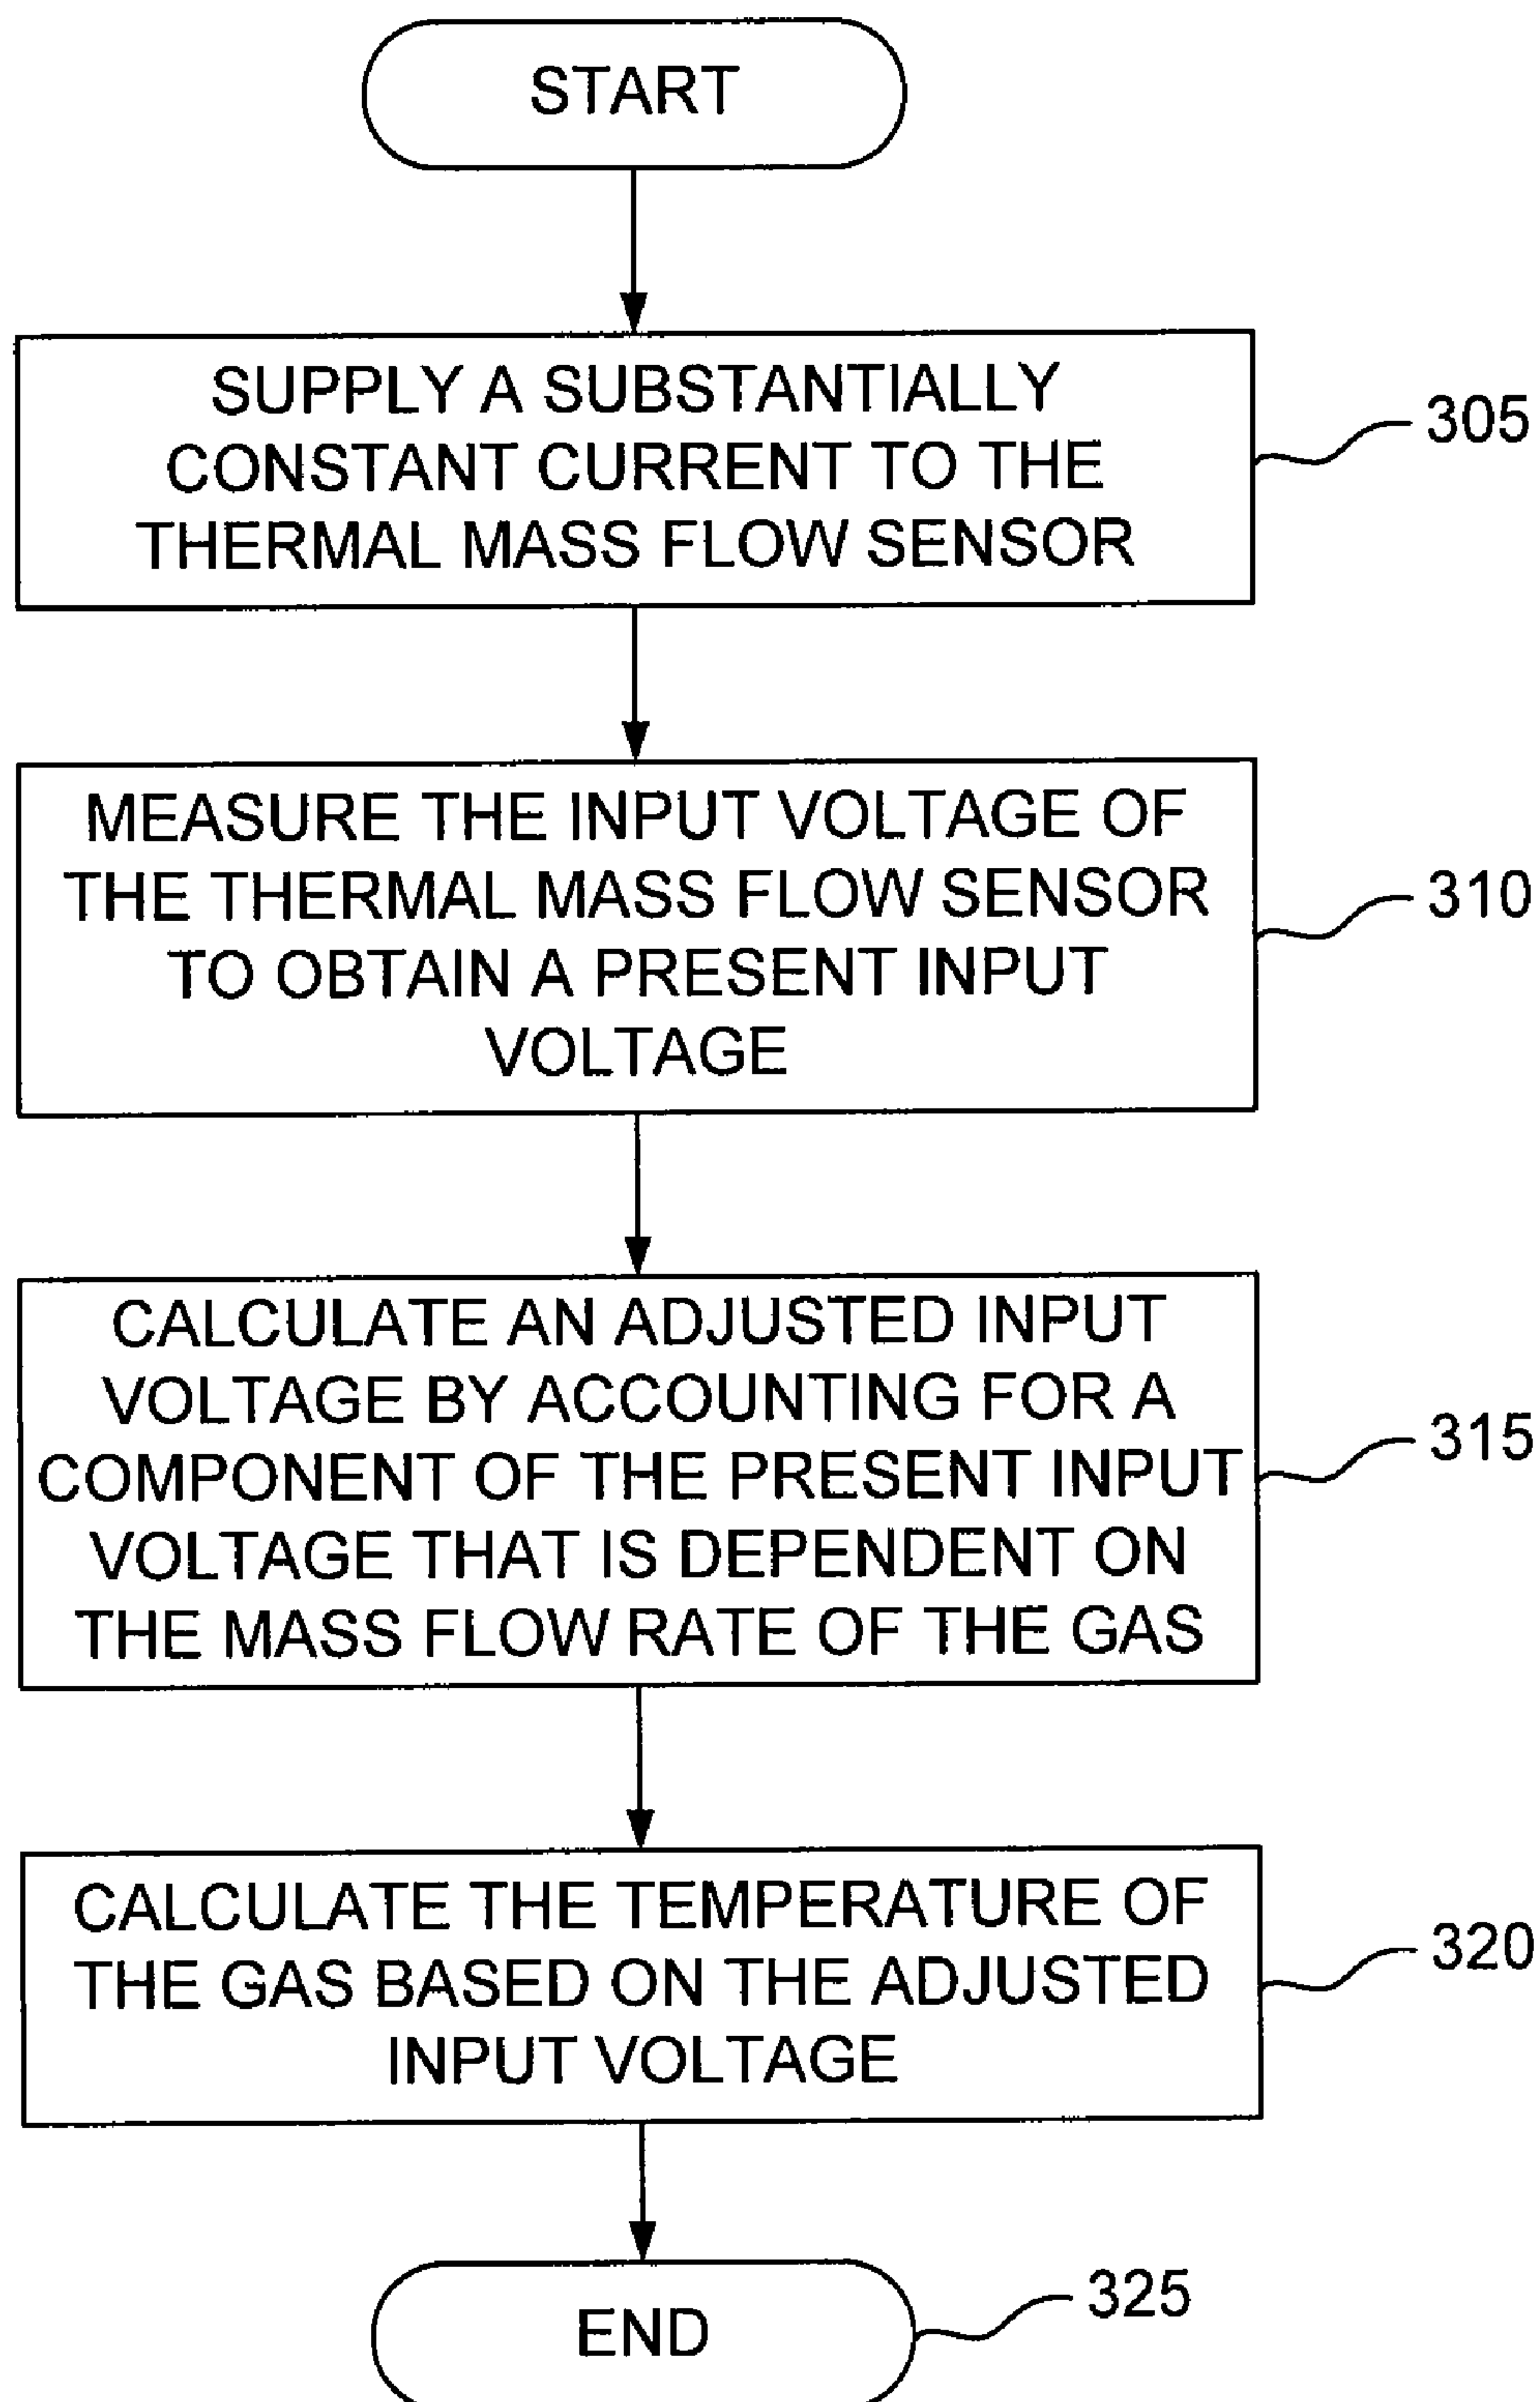 START
SUPPLY A SUBSTANTIALLY
CONSTANT CURRENT TO THE
THERMAL MASS FLOW SENSOR
305
MEASURE THE INPUT VOLTAGE OF
THE THERMAL MASS FLOW SENSOR
TO OBTAIN A PRESENT INPUT
VOLTAGE
310
CALCULATE AN ADJUSTED INPUT
VOLTAGE BY ACCOUNTING FOR A
COMPONENT OF THE PRESENT INPUT
VOLTAGE THAT IS DEPENDENT ON
THE MASS FLOW RATE OF THE GAS
315
CALCULATE THE TEMPERATURE OF
THE GAS BASED ON THE ADJUSTED
INPUT VOLTAGE
320
END
325